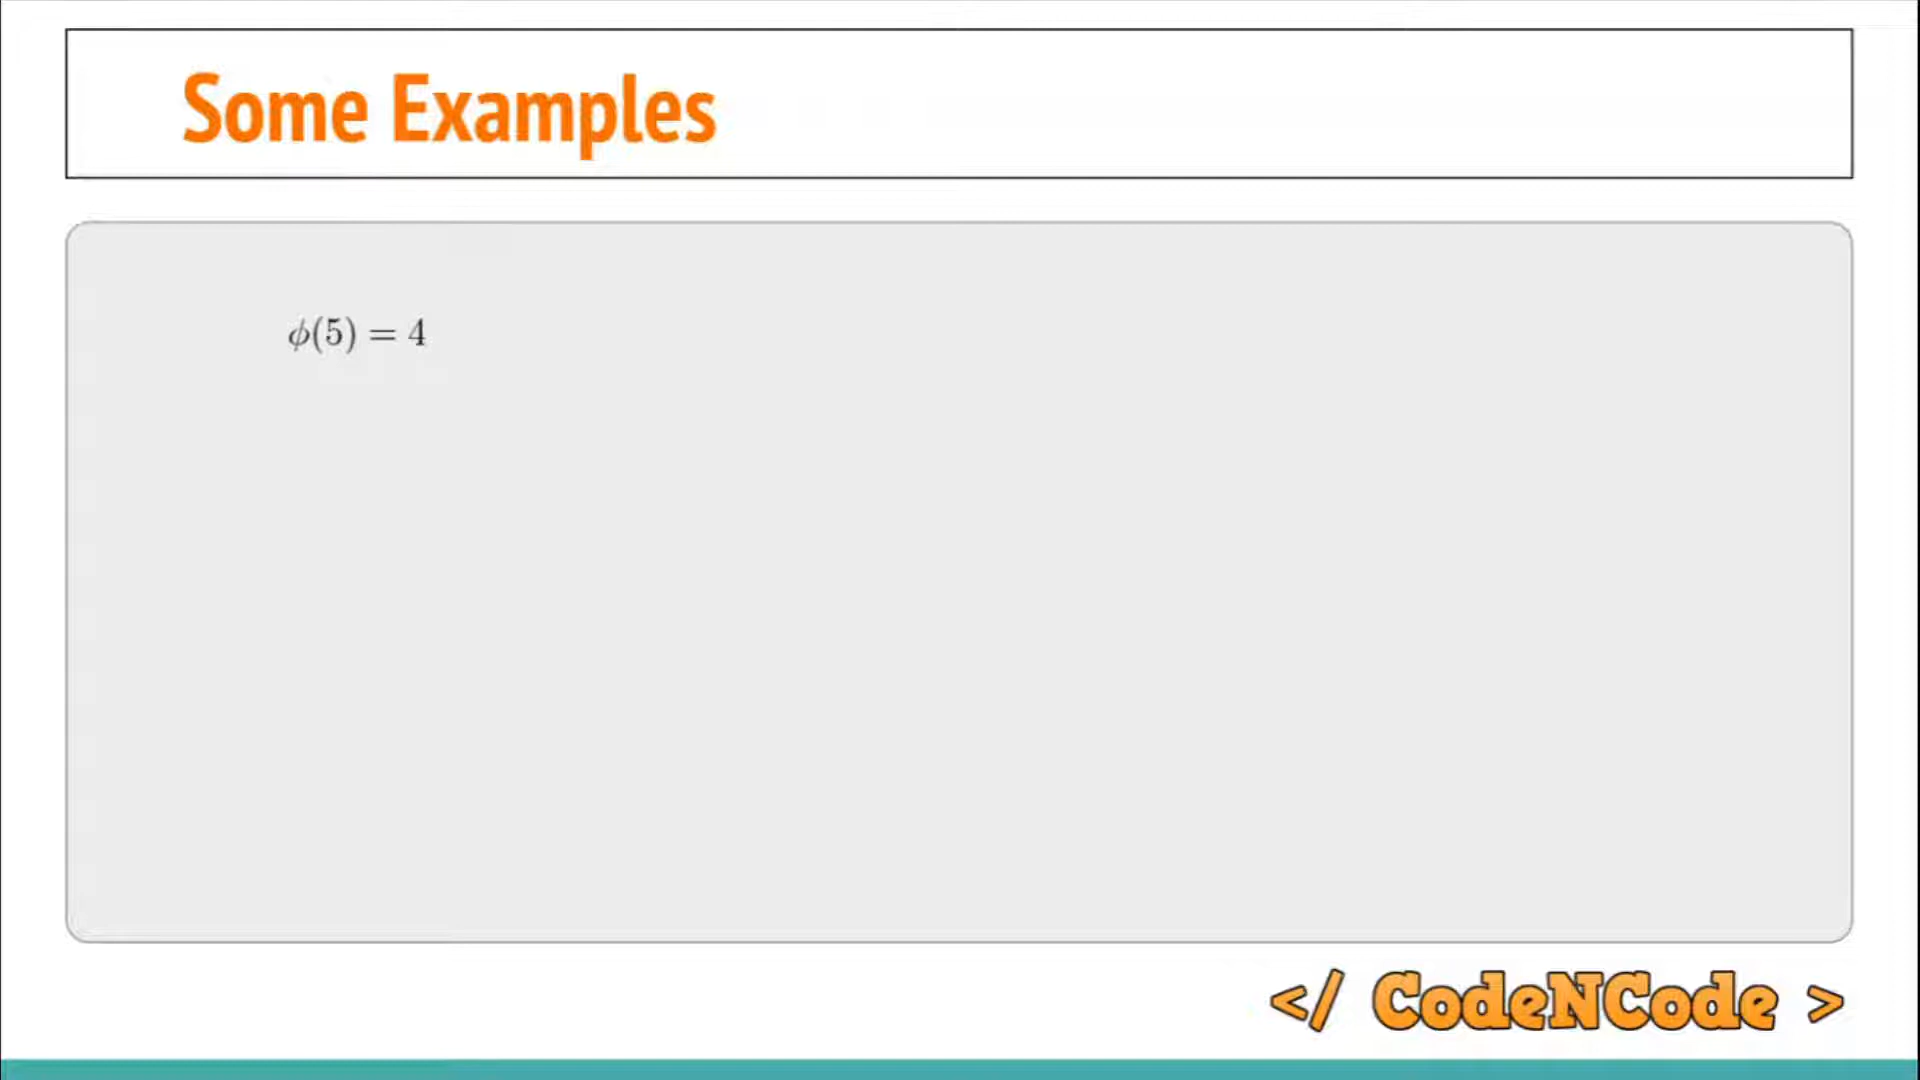 Some Examples
ϕ(5) = 4
</ CodeNCode >